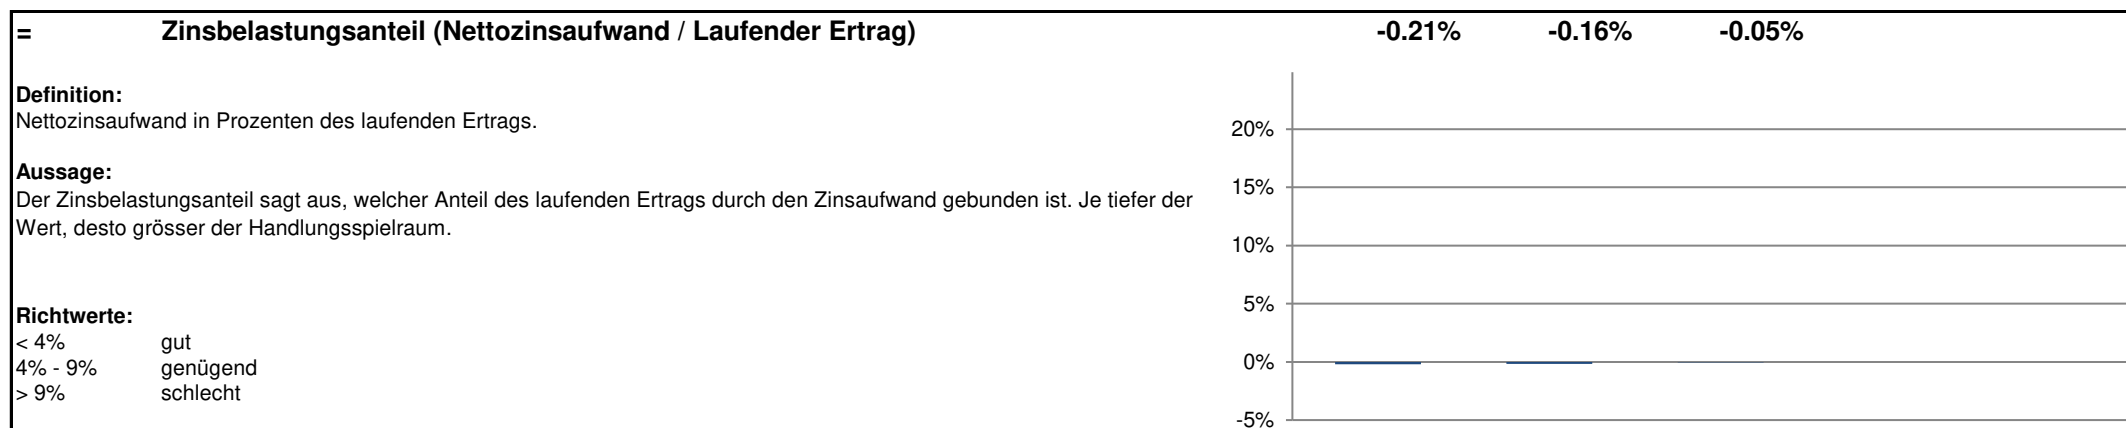 = Zinsbelastungsanteil (Nettozinsaufwand / Laufender Ertrag) -0.21% -0.16% -0.05%
Definition:
Nettozinsaufwand in Prozenten des laufenden Ertrags.
Aussage:
Der Zinsbelastungsanteil sagt aus, welcher Anteil des laufenden Ertrags durch den Zinsaufwand gebunden ist. Je tiefer der
Wert, desto grösser der Handlungsspielraum.
Richtwerte:
< 4% gut
4% - 9% genügend
> 9% schlecht
20%
15%
10%
5%
0%
-5%